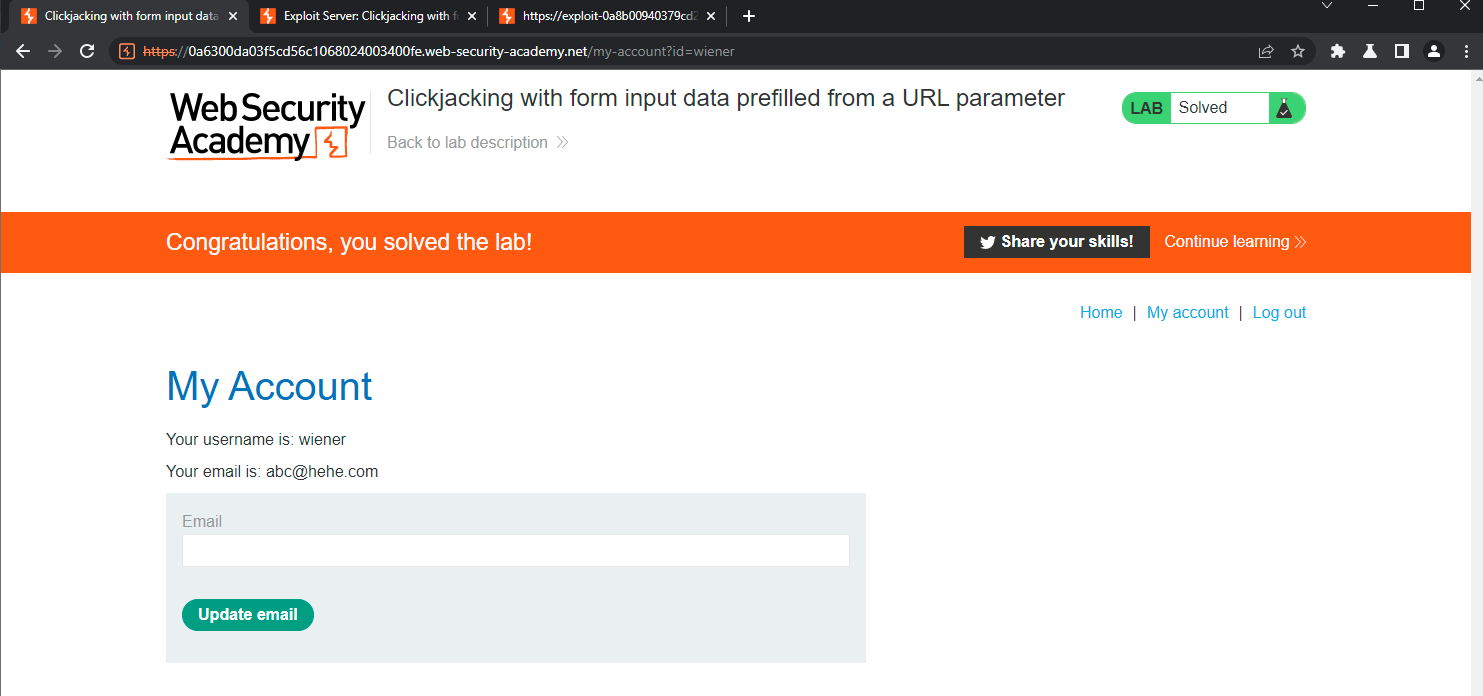 Clickjacking with form input data
Exploit Server: Clickjacking with f
https://exploit-0a8b00940379cd2
https://0a6300da03f5cd56c1068024003400fe.web-security-academy.net/my-account?id=wiener
Web Security
Academy
Clickjacking with form input data prefilled from a URL parameter
Back to lab description
LAB Solved
Congratulations, you solved the lab!
Share your skills!
Continue learning
Home | My account | Log out
My Account
Your username is: wiener
Your email is: abc@hehe.com
Email
Update email